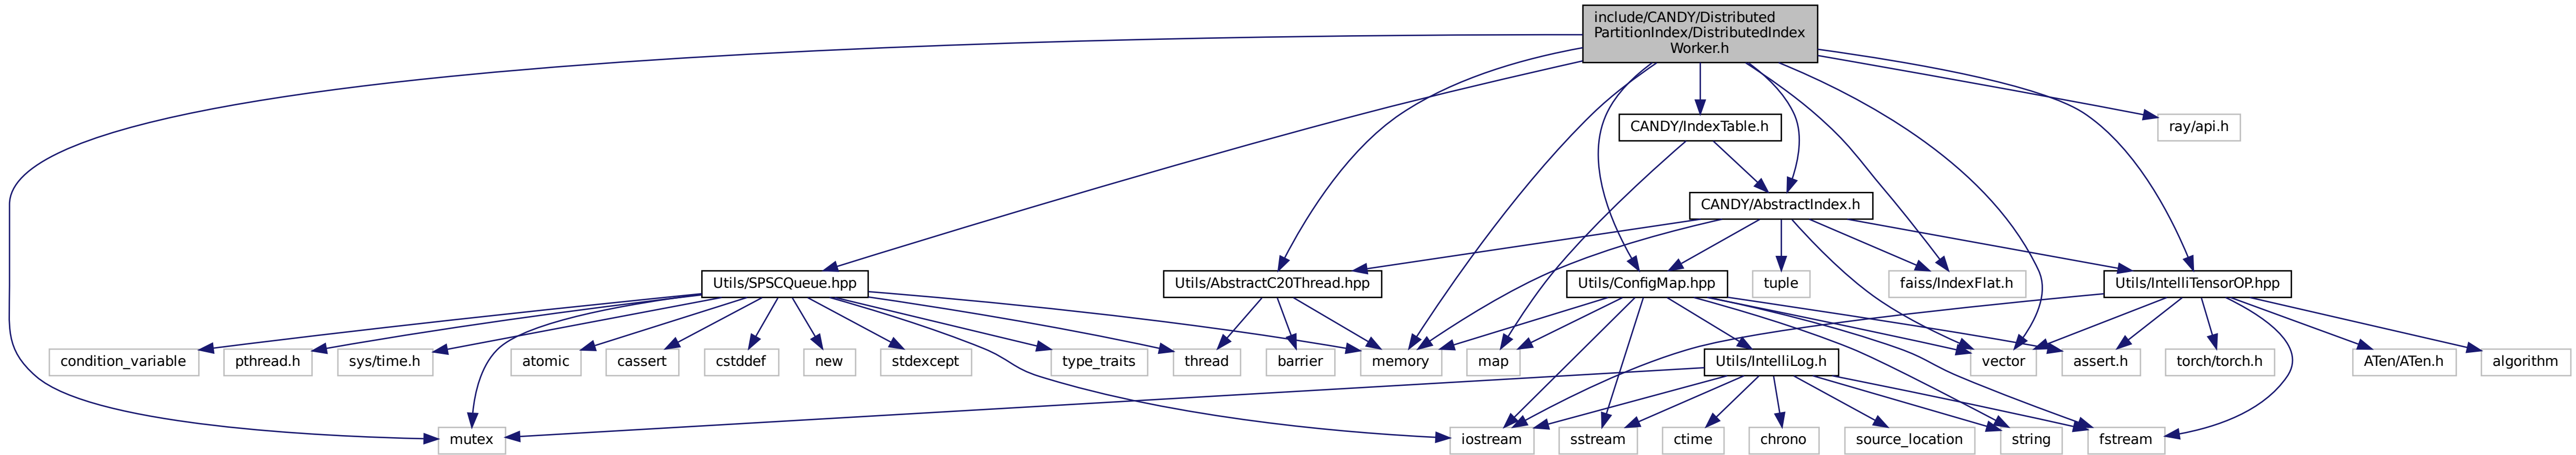 include/CANDY/Distributed
PartitionIndex/DistributedIndex
Worker.h
CANDY/IndexTable.h
ray/api.h
CANDY/AbstractIndex.h
Utils/SPSCQueue.hpp
Utils/AbstractC20Thread.hpp
Utils/ConfigMap.hpp
tuple
faiss/IndexFlat.h
Utils/IntelliTensorOP.hpp
condition_variable
pthread.h
sys/time.h
atomic
cassert
cstddef
new
stdexcept
type_traits
thread
barrier
memory
map
Utils/IntelliLog.h
vector
assert.h
torch/torch.h
ATen/ATen.h
algorithm
mutex
iostream
sstream
ctime
chrono
source_location
string
fstream